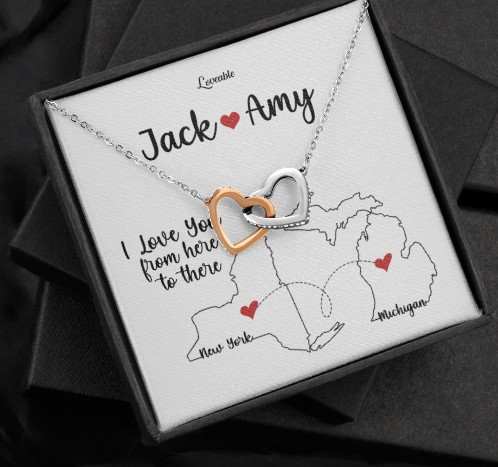 Loveable
Jack Amy
I Love You
from here
to there
New York
Michigan